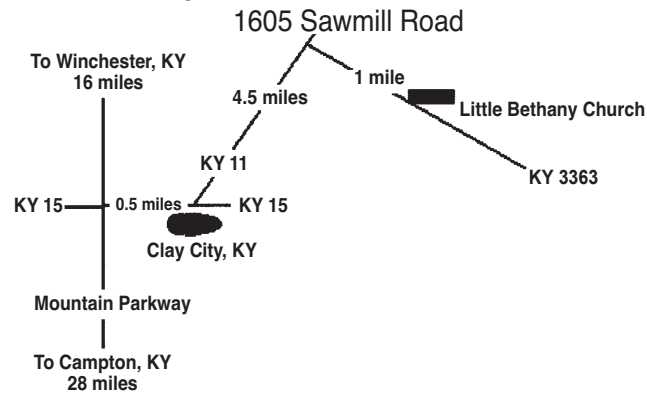 1605 Sawmill Road
To Winchester, KY
16 miles
1 mile
4.5 miles
Little Bethany Church
KY 11
KY 3363
KY 15
0.5 miles
KY 15
Clay City, KY
Mountain Parkway
To Campton, KY
28 miles